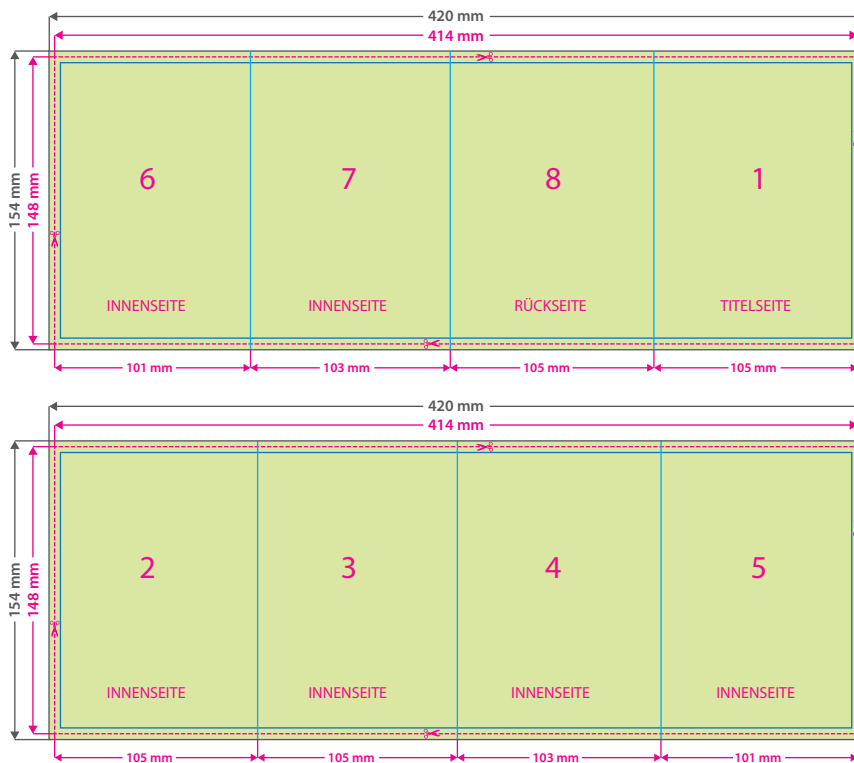 420 mm
414 mm
154 mm
148 mm
6
7
8
1
INNENSEITE
INNENSEITE
RÜCKSEITE
TITELSEITE
101 mm
103 mm
105 mm
105 mm
420 mm
414 mm
154 mm
148 mm
2
3
4
5
INNENSEITE
INNENSEITE
INNENSEITE
INNENSEITE
105 mm
105 mm
103 mm
101 mm